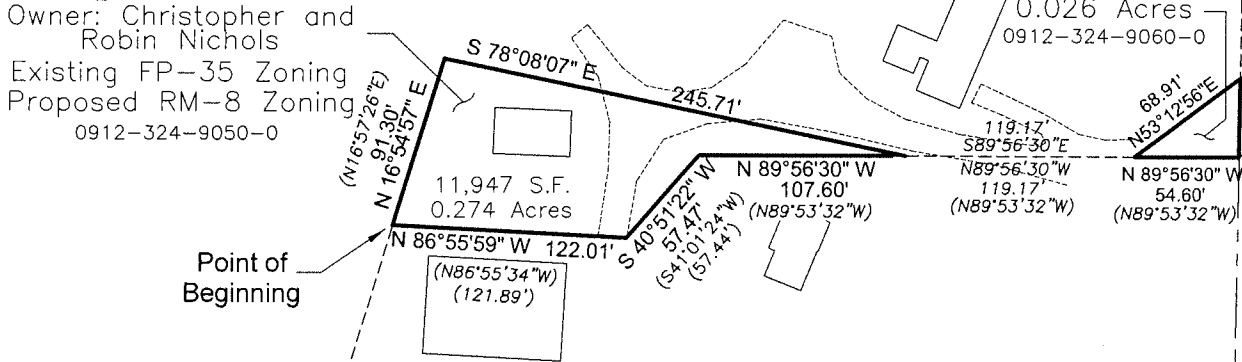 Owner: Christopher and
Robin Nichols
Existing FP-35 Zoning
Proposed RM-8 Zoning
0912-324-9050-0
(N16°57'26"E)
91.30'
N 16°54'57" E
S 78°08'07" E
245.71'
11,947 S.F.
0.274 Acres
N 86°55'59" W 122.01'
(N86°55'34"W)
(121.89')
Point of
Beginning
S 40°51'22" W
57.47'
(S41°01'24"W)
(57.44')
N 89°56'30" W
107.60'
(N89°53'32"W)
119.17'
S89°56'30"E
N89°56'30"W
119.17'
(N89°53'32"W)
0.026 Acres
0912-324-9060-0
68.91'
N53°12'56"E
N 89°56'30" W
54.60'
(N89°53'32"W)